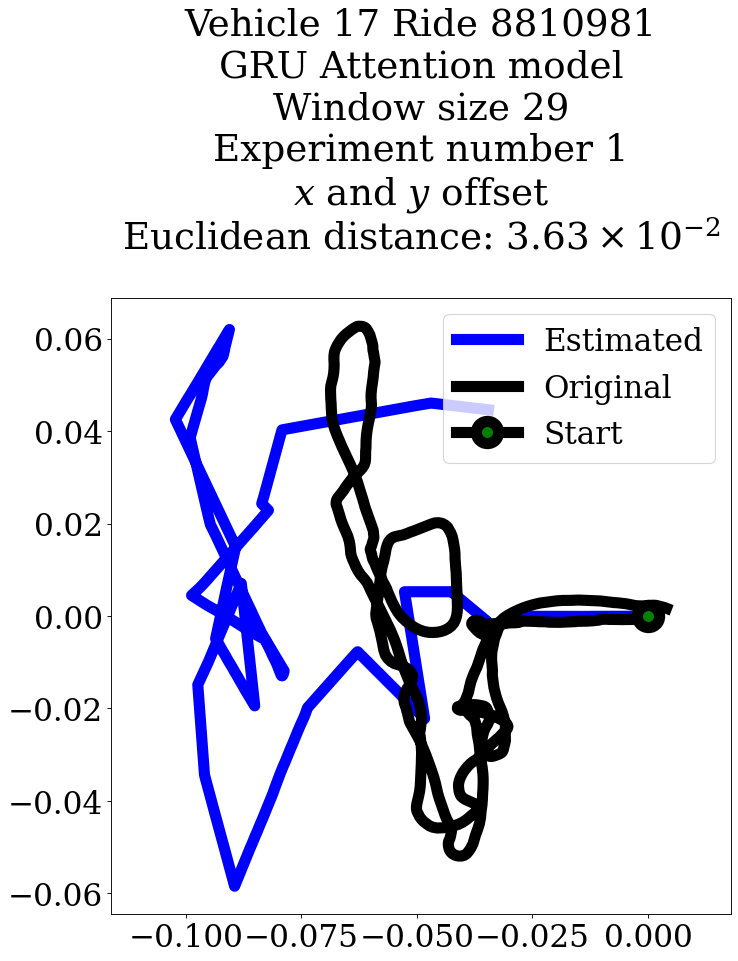 Vehicle 17 Ride 8810981
GRU Attention model
Window size 29
Experiment number 1
x and y offset
Euclidean distance: 3.63 × 10⁻²
Estimated
Original
Start
0.06
0.04
0.02
0.00
−0.02
−0.04
−0.06
−0.100 −0.075 −0.050 −0.025 0.000